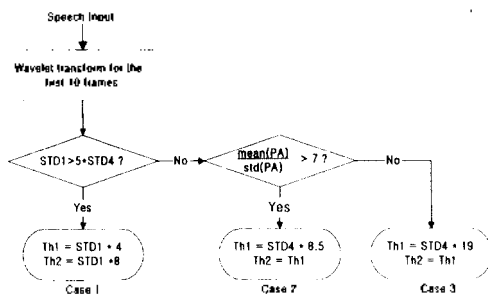 Speech Input
Wavelet transform for the
first 10 frames
STD1>5*STD4 ?
No
mean(PA)
std(PA)
> 7 ?
No
Yes
Yes
Th1 = STD1 * 4
Th2 = STD1 *8
Th1 = STD4 * 8.5
Th2 = Th1
Th1 = STD4 * 19
Th2 = Th1
Case 1
Case 2
Case 3